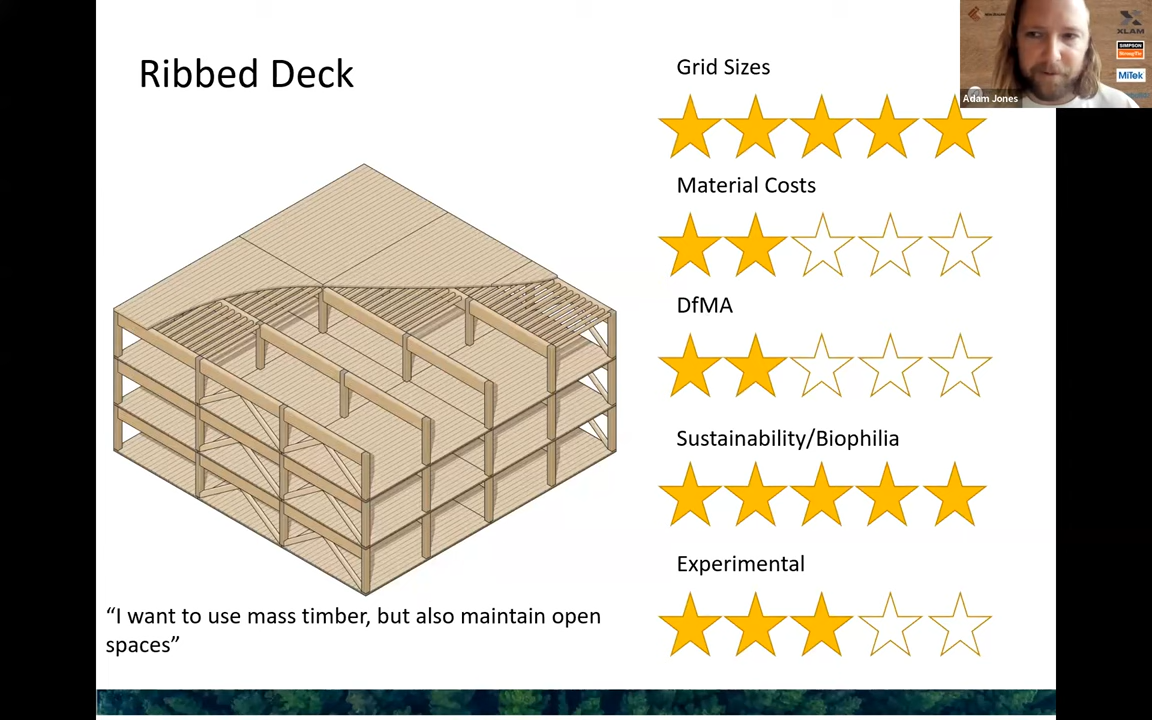 Ribbed Deck
Grid Sizes
Material Costs
DfMA
Sustainability/Biophilia
Experimental
“I want to use mass timber, but also maintain open
spaces”
Adam Jones
XLAM
SIMPSON
Strong-Tie
MiTek